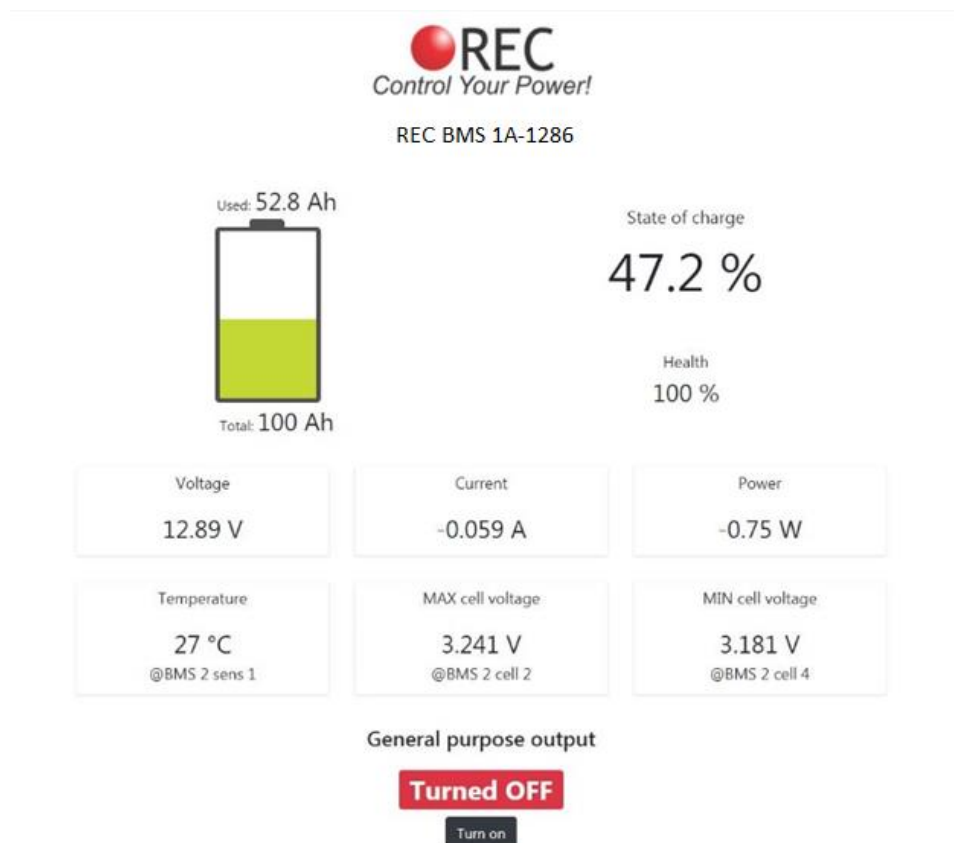 REC
Control Your Power!
REC BMS 1A-1286
Used: 52.8 Ah
Total: 100 Ah
State of charge
47.2 %
Health
100 %
Voltage
12.89 V
Current
-0.059 A
Power
-0.75 W
Temperature
27 °C
@BMS 2 sens 1
MAX cell voltage
3.241 V
@BMS 2 cell 2
MIN cell voltage
3.181 V
@BMS 2 cell 4
General purpose output
Turned OFF
Turn on